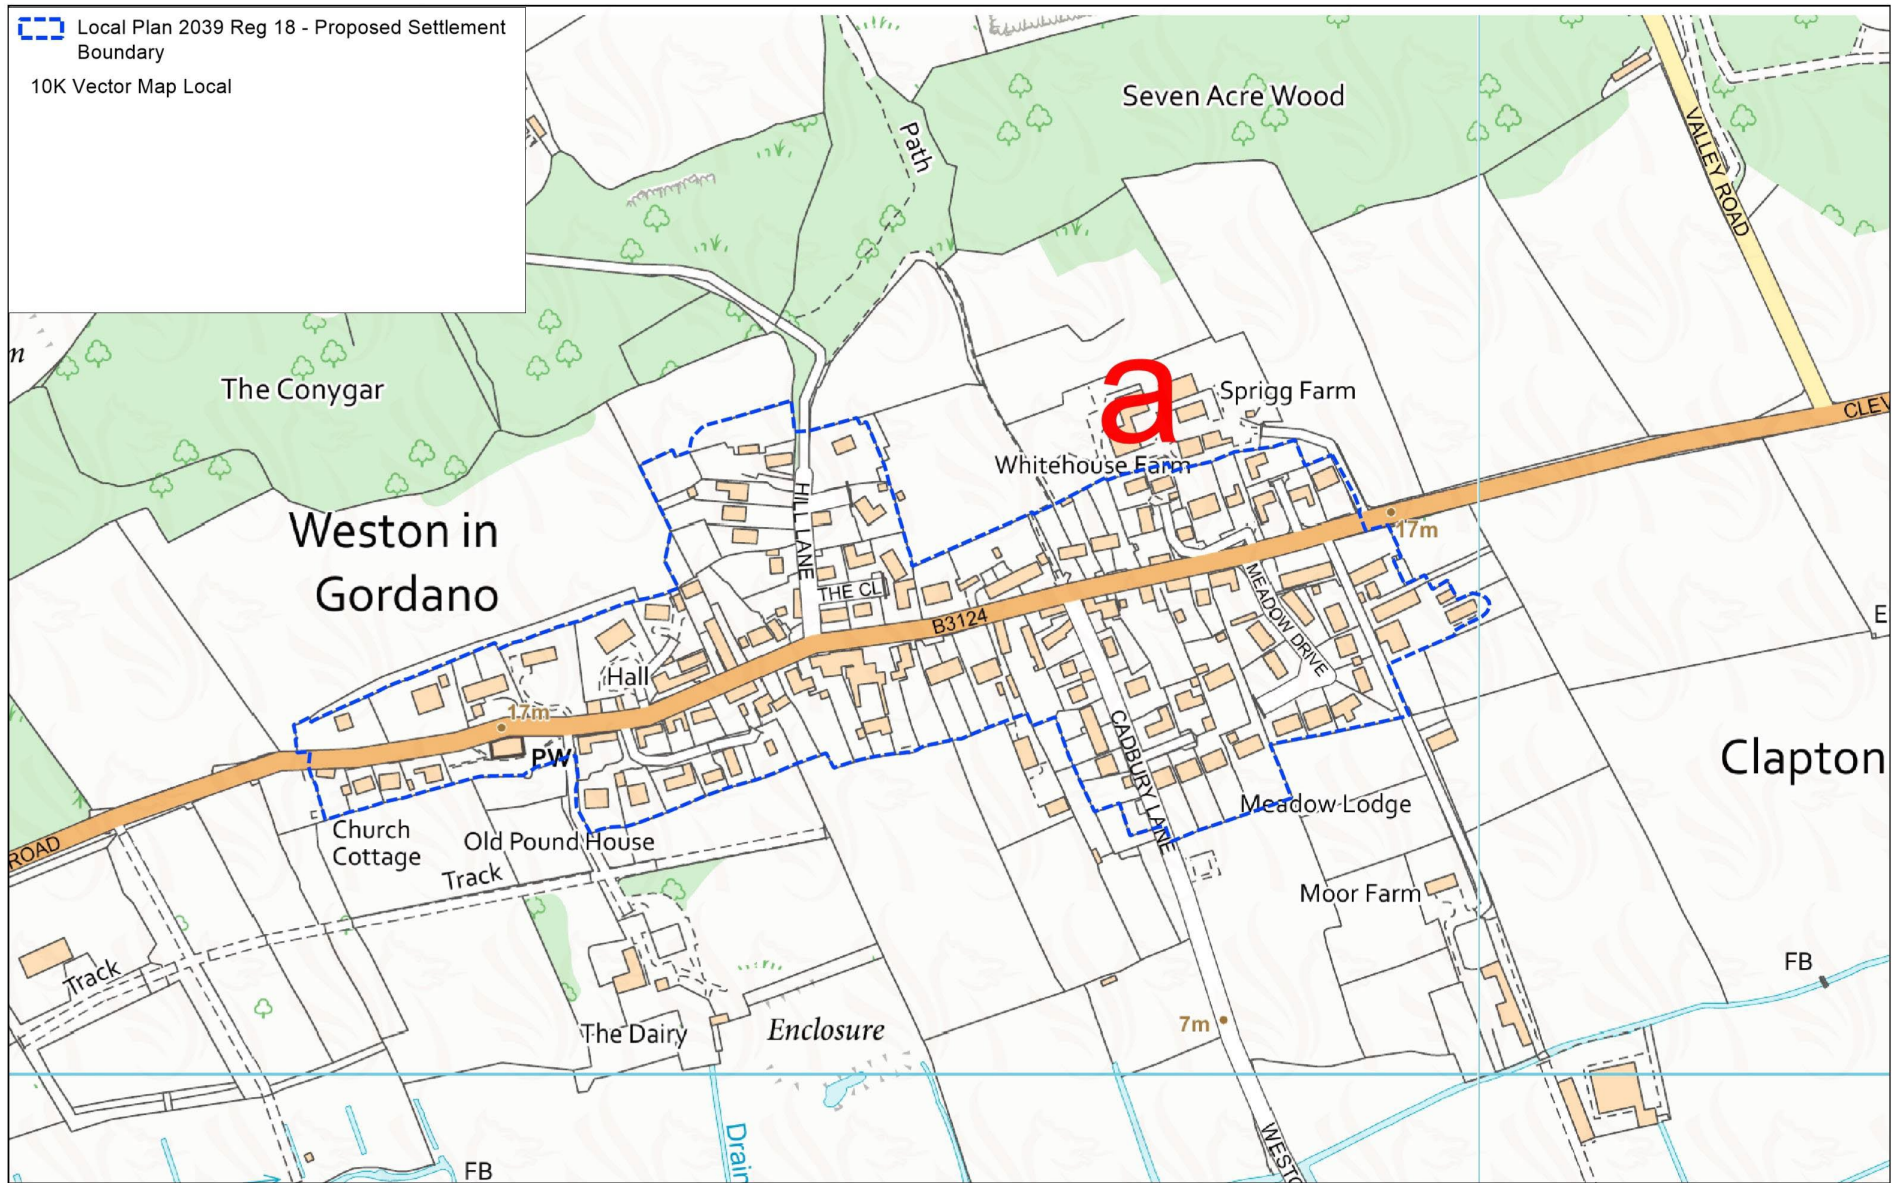 Local Plan 2039 Reg 18 - Proposed Settlement
Boundary
10K Vector Map Local
Seven Acre Wood
Path
VALLEY ROAD
n
The Conygar
a
Sprigg Farm
CLEV
Whitehouse Farm
Weston in
Gordano
HILL LANE
17m
THE CL
MEADOW DRIVE
B3124
E
Hall
17m
PW
CADBURY LANE
Clapton
Meadow Lodge
Church
Cottage
Old Pound House
ROAD
Track
Moor Farm
Track
FB
The Dairy
Enclosure
7m
Drain
WESTO
FB